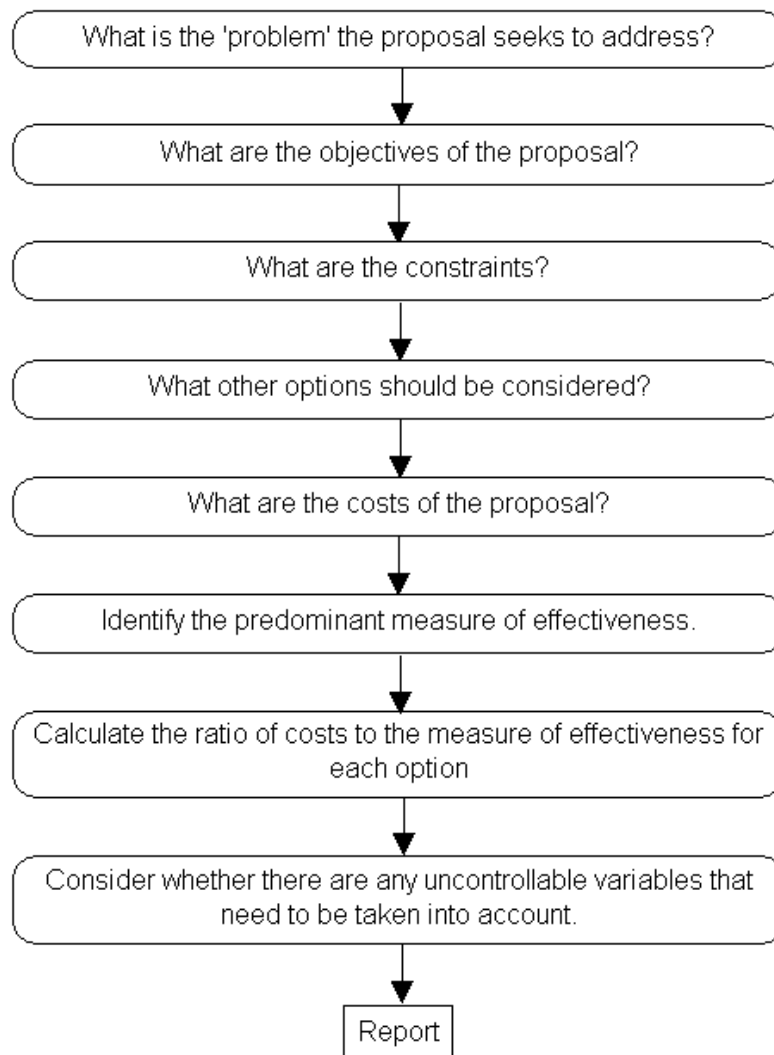 What is the 'problem' the proposal seeks to address?
What are the objectives of the proposal?
What are the constraints?
What other options should be considered?
What are the costs of the proposal?
Identify the predominant measure of effectiveness.
Calculate the ratio of costs to the measure of effectiveness for
each option
Consider whether there are any uncontrollable variables that
need to be taken into account.
Report